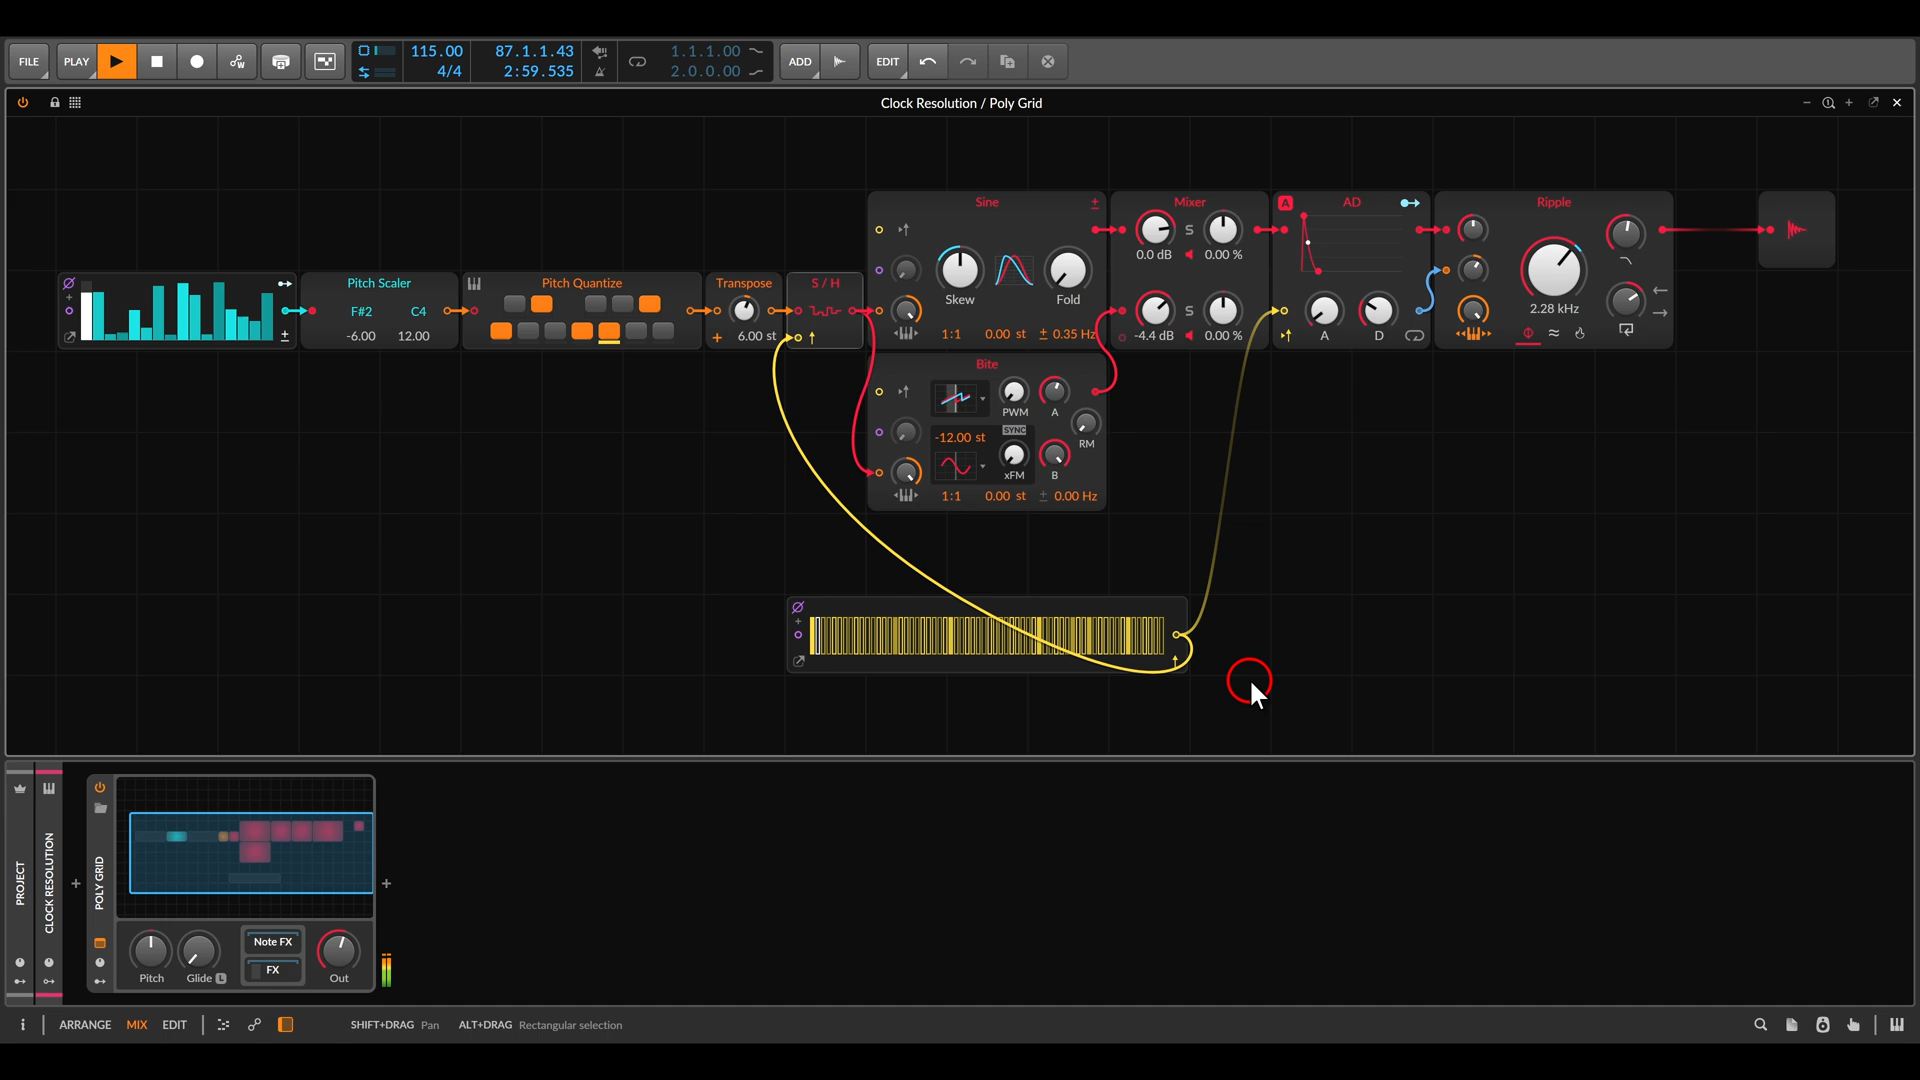 FILE
PLAY
115.00
4/4
87.1.1.43
2:59.535
1.1.1.00
2.0.0.00
ADD
EDIT
Clock Resolution / Poly Grid
Pitch Scaler
F#2 C4
-6.00 12.00
Pitch Quantize
Transpose
6.00 st
S / H
Sine
Skew
Fold
1:1 0.00 st ± 0.35 Hz
Mixer
S
0.0 dB 0.00 %
S
-4.4 dB 0.00 %
A AD
A D
Ripple
2.28 kHz
Bite
PWM A
-12.00 st SYNC RM
xFM B
1:1 0.00 st ± 0.00 Hz
PROJECT
CLOCK RESOLUTION
POLY GRID
Pitch
Glide L
Note FX
FX
Out
i
ARRANGE MIX EDIT
SHIFT+DRAG Pan ALT+DRAG Rectangular selection